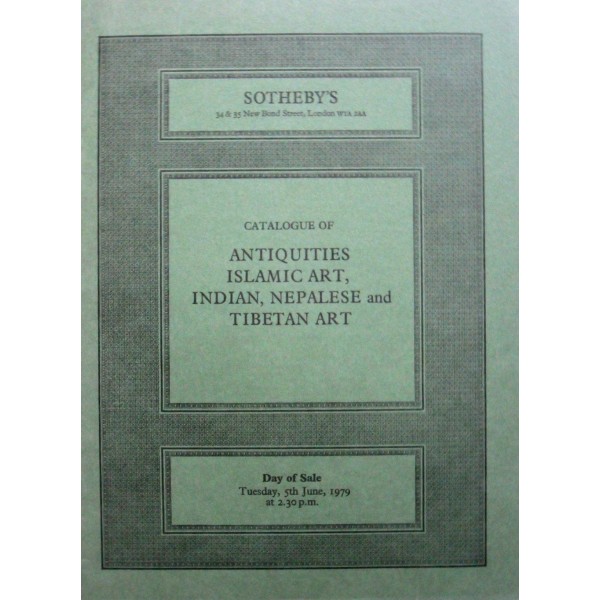 SOTHEBY'S
34 & 35 New Bond Street, London W1A 2AA
CATALOGUE OF
ANTIQUITIES
ISLAMIC ART,
INDIAN, NEPALESE and
TIBETAN ART
Day of Sale
Tuesday, 5th June, 1979
at 2.30 p.m.